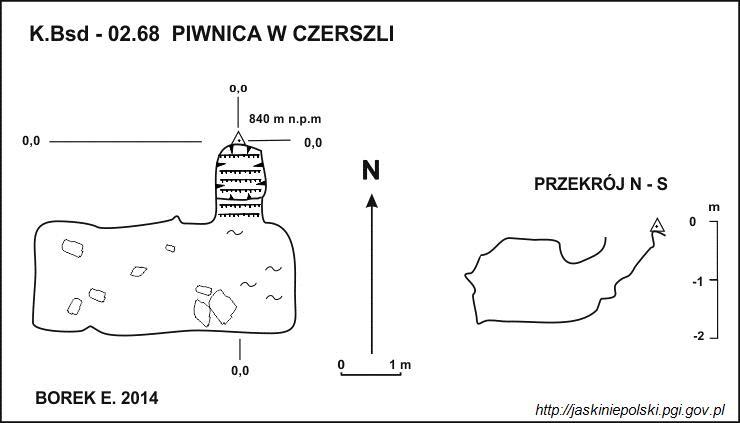 K.Bsd - 02.68 PIWNICA W CZERSZLI
0,0
840 m n.p.m
0,0
0,0
N
PRZEKRÓJ N - S
m
0
-1
-2
0,0
0 1 m
BOREK E. 2014
http://jaskiniepolski.pgi.gov.pl